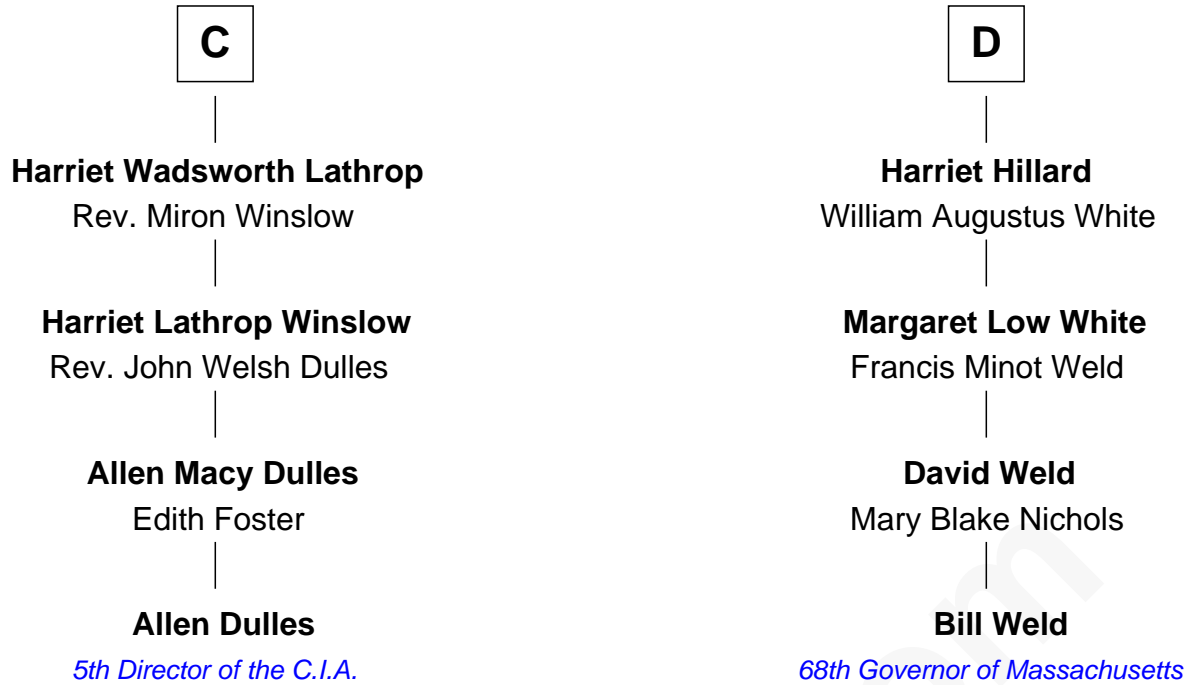 C
Harriet Wadsworth Lathrop
Rev. Miron Winslow
Harriet Lathrop Winslow
Rev. John Welsh Dulles
Allen Macy Dulles
Edith Foster
Allen Dulles
5th Director of the C.I.A.
D
Harriet Hillard
William Augustus White
Margaret Low White
Francis Minot Weld
David Weld
Mary Blake Nichols
Bill Weld
68th Governor of Massachusetts